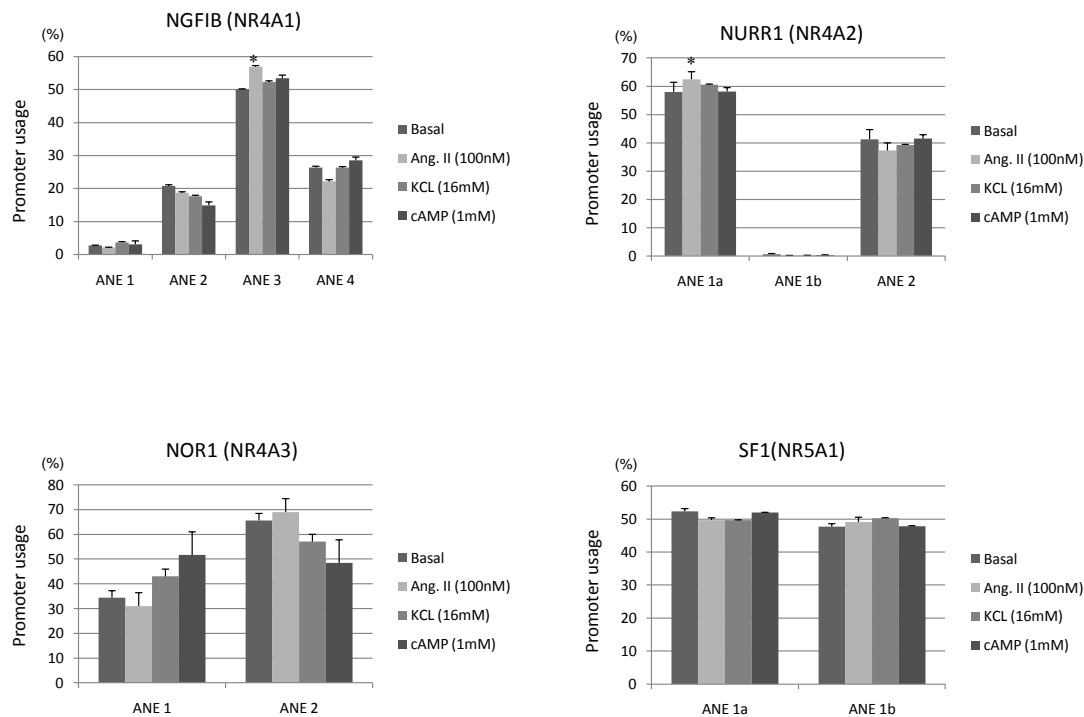 NGFIB (NR4A1)
(%)
60
50
40
30
20
10
0
Promoter usage
*
ANE 1 ANE 2 ANE 3 ANE 4
Basal
Ang. II (100nM)
KCL (16mM)
cAMP (1mM)
NURR1 (NR4A2)
(%)
70
60
50
40
30
20
10
0
Promoter usage
*
ANE 1a ANE 1b ANE 2
Basal
Ang. II (100nM)
KCL (16mM)
cAMP (1mM)
NOR1 (NR4A3)
(%)
80
70
60
50
40
30
20
10
0
Promoter usage
ANE 1 ANE 2
Basal
Ang. II (100nM)
KCL (16mM)
cAMP (1mM)
SF1(NR5A1)
(%)
60
50
40
30
20
10
0
Promoter usage
ANE 1a ANE 1b
Basal
Ang. II (100nM)
KCL (16mM)
cAMP (1mM)